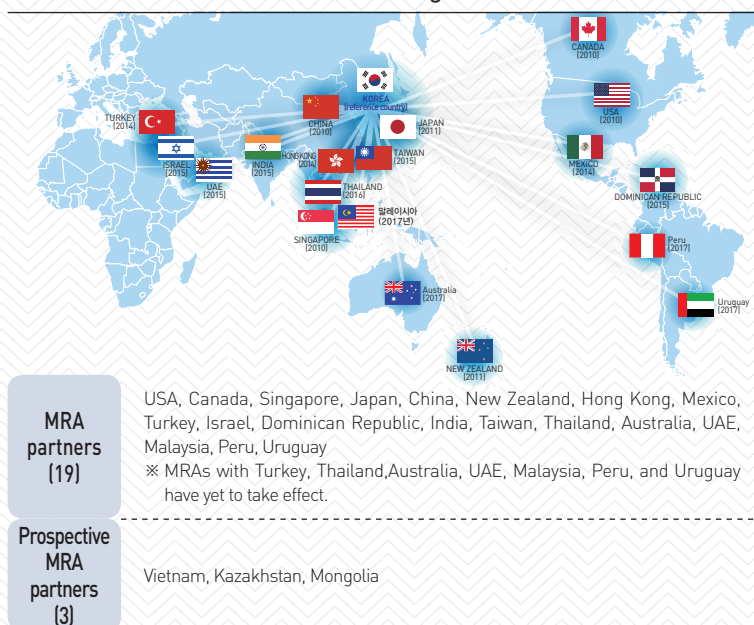 CANADA
(2010)
KOREA
(reference country)
USA
(2010)
TURKEY
(2014)
CHINA
(2010)
JAPAN
(2011)
ISRAEL
(2015)
INDIA
(2015)
HONGKONG
(2014)
TAIWAN
(2015)
MEXICO
(2014)
UAE
(2015)
THAILAND
(2016)
DOMINICAN REPUBLIC
(2015)
말레이시아
(2017년)
SINGAPORE
(2010)
Peru
(2017)
Australia
(2017)
Uruguay
(2017)
NEW ZEALAND
(2011)
MRA
partners
(19)
USA, Canada, Singapore, Japan, China, New Zealand, Hong Kong, Mexico,
Turkey, Israel, Dominican Republic, India, Taiwan, Thailand, Australia, UAE,
Malaysia, Peru, Uruguay
※ MRAs with Turkey, Thailand,Australia, UAE, Malaysia, Peru, and Uruguay
have yet to take effect.
Prospective
MRA
partners
(3)
Vietnam, Kazakhstan, Mongolia